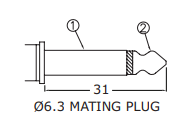 ① ②
31
Ø6.3 MATING PLUG